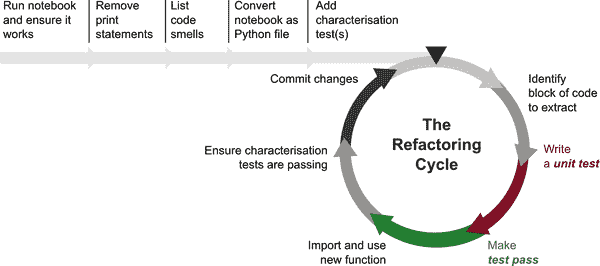 Run notebook
and ensure it
works
Remove
print
statements
List
code
smells
Convert
notebook as
Python file
Add
characterisation
test(s)
The
Refactoring
Cycle
Identify
block of code
to extract
Write
a unit test
Make
test pass
Import and use
new function
Ensure characterisation
tests are passing
Commit changes